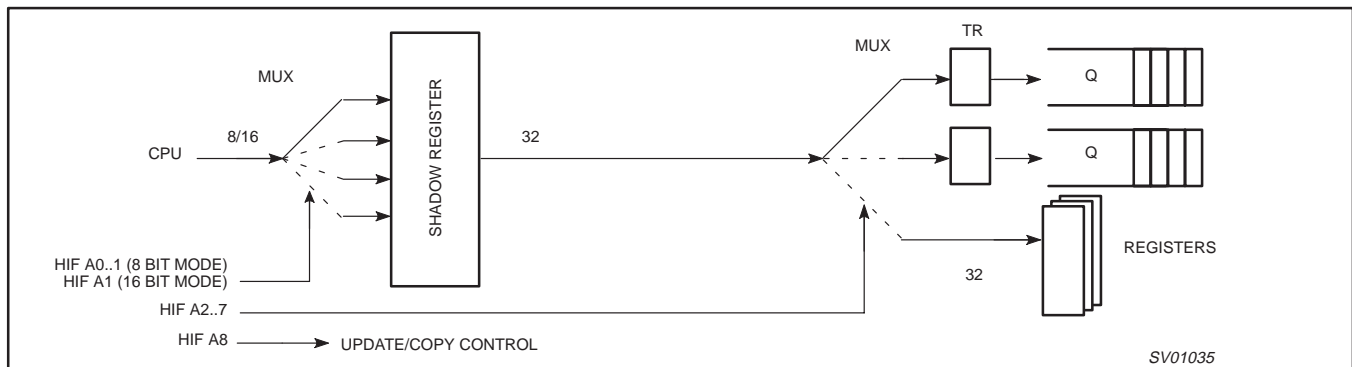 MUX
TR
MUX
Q
8/16
32
CPU
SHADOW REGISTER
Q
REGISTERS
32
HIF A0..1 (8 BIT MODE)
HIF A1 (16 BIT MODE)
HIF A2..7
HIF A8
UPDATE/COPY CONTROL
SV01035